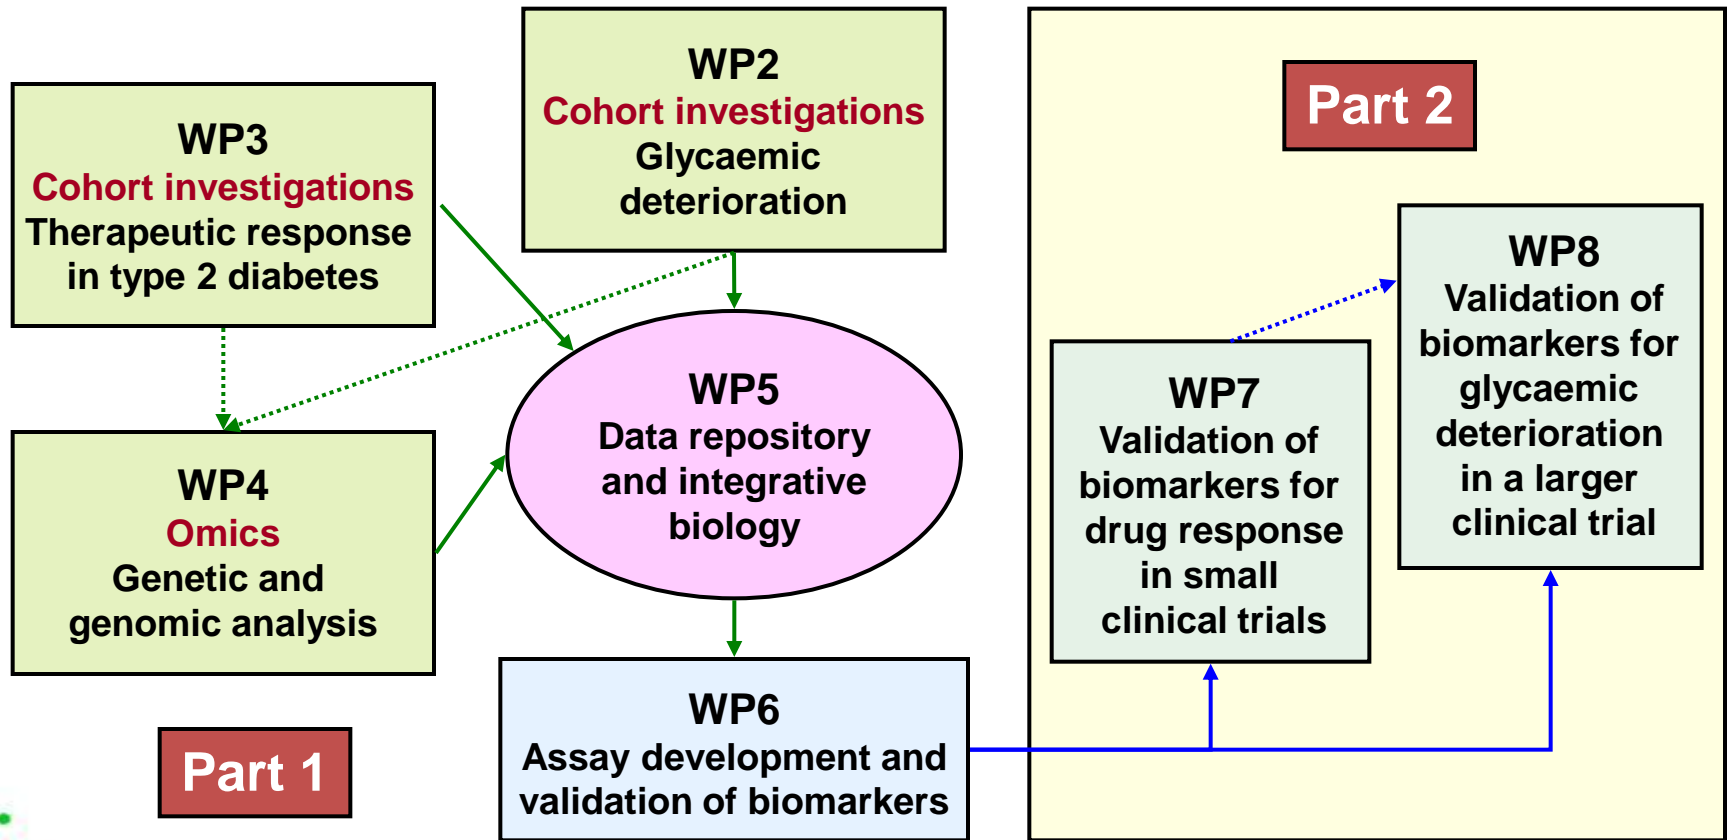 WP3
Cohort investigations
Therapeutic response
in type 2 diabetes
WP2
Cohort investigations
Glycaemic
deterioration
WP4
Omics
Genetic and
genomic analysis
WP5
Data repository
and integrative
biology
WP6
Assay development and
validation of biomarkers
Part 1
Part 2
WP7
Validation of
biomarkers for
drug response
in small
clinical trials
WP8
Validation of
biomarkers for
glycaemic
deterioration
in a larger
clinical trial